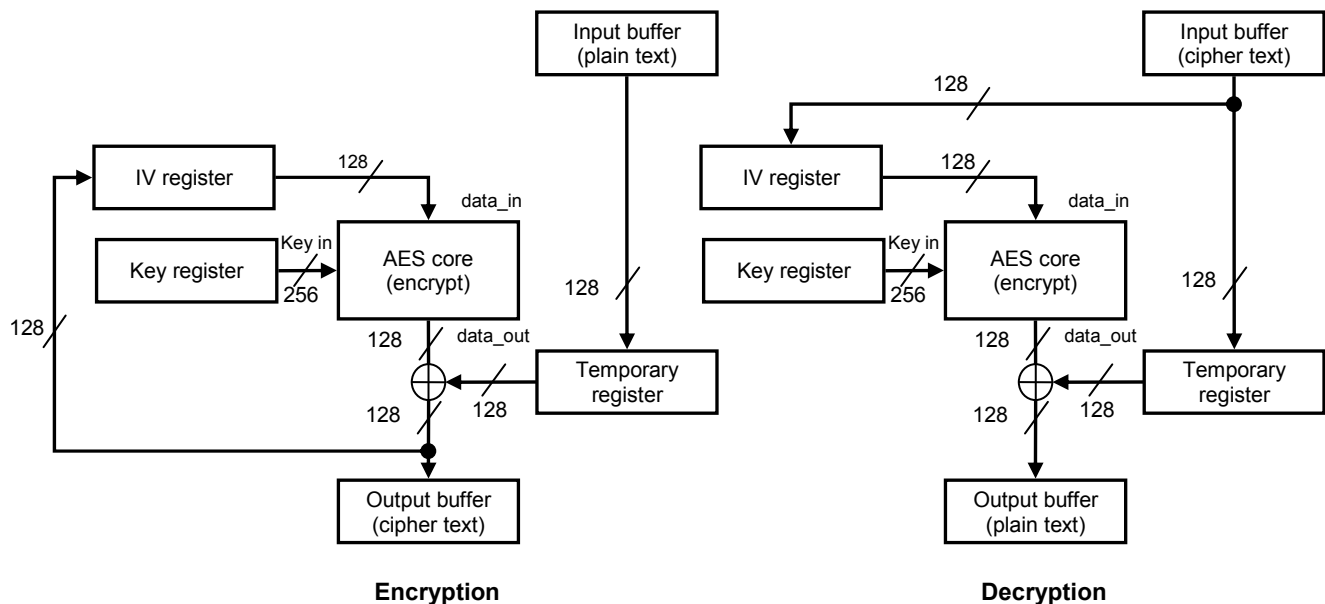 Input buffer
(plain text)
128
IV register
128
data_in
Key register
Key in
256
AES core
(encrypt)
128
128
128
data_out
128
Temporary
register
128
Output buffer
(cipher text)
Encryption
Input buffer
(cipher text)
128
IV register
128
data_in
Key register
Key in
256
AES core
(encrypt)
128
128
data_out
128
Temporary
register
128
Output buffer
(plain text)
Decryption